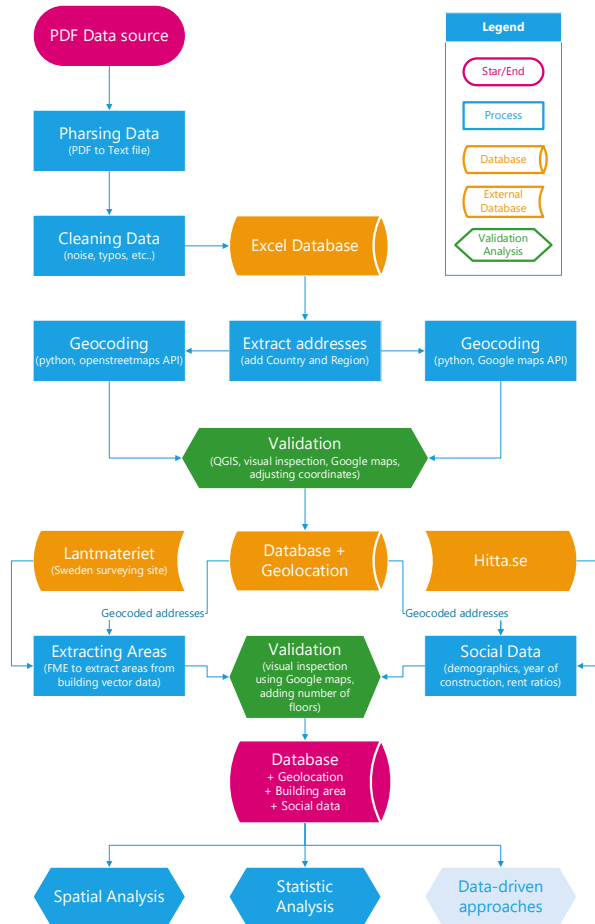 PDF Data source
Legend
Star/End
Process
Database
External
Database
Validation
Analysis
Pharsing Data
(PDF to Text file)
Cleaning Data
(noise, typos, etc..)
Excel Database
Geocoding
(python, openstreetmaps API)
Extract addresses
(add Country and Region)
Geocoding
(python, Google maps API)
Validation
(QGIS, visual inspection, Google maps,
adjusting coordinates)
Lantmateriet
(Sweden surveying site)
Database +
Geolocation
Hitta.se
Geocoded addresses
Geocoded addresses
Extracting Areas
(FME to extract areas from
building vector data)
Validation
(visual inspection
using Google maps,
adding number of
floors)
Social Data
(demographics, year of
construction, rent ratios)
Database
+ Geolocation
+ Building area
+ Social data
Spatial Analysis
Statistic
Analysis
Data-driven
approaches